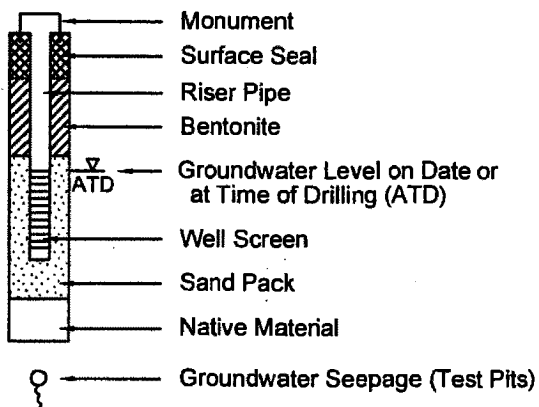 Monument
Surface Seal
Riser Pipe
Bentonite
ATD
Groundwater Level on Date or
at Time of Drilling (ATD)
Well Screen
Sand Pack
Native Material
Groundwater Seepage (Test Pits)